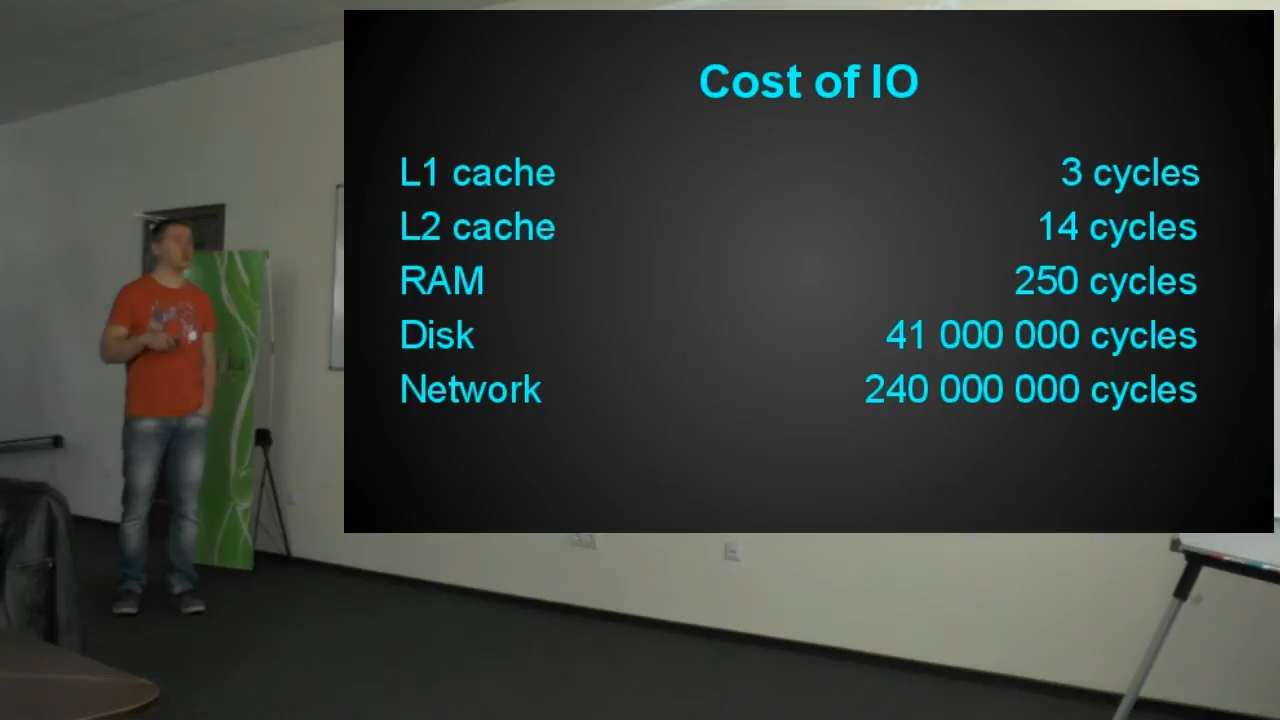 Cost of IO
L1 cache 3 cycles
L2 cache 14 cycles
RAM 250 cycles
Disk 41 000 000 cycles
Network 240 000 000 cycles